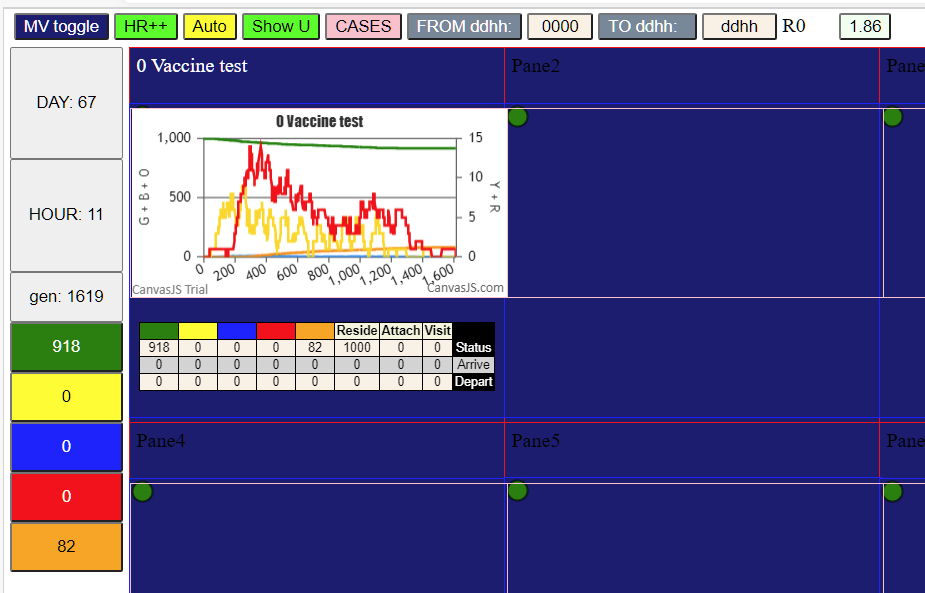 MV toggle HR++ Auto Show U CASES FROM ddhh: 0000 TO ddhh: ddhh R0 1.86
DAY: 67
HOUR: 11
gen: 1619
918
0
0
0
82
0 Vaccine test
Pane2
Pane
0 Vaccine test
1,000
500
0
G + B + O
15
10
5
0
Y + R
0 200 400 600 800 1,000 1,200 1,400 1,600
CanvasJS Trial
CanvasJS.com
Reside Attach Visit
918 0 0 0 82 1000 0 0 Status
0 0 0 0 0 0 0 0 Arrive
0 0 0 0 0 0 0 0 Depart
Pane4
Pane5
Pane